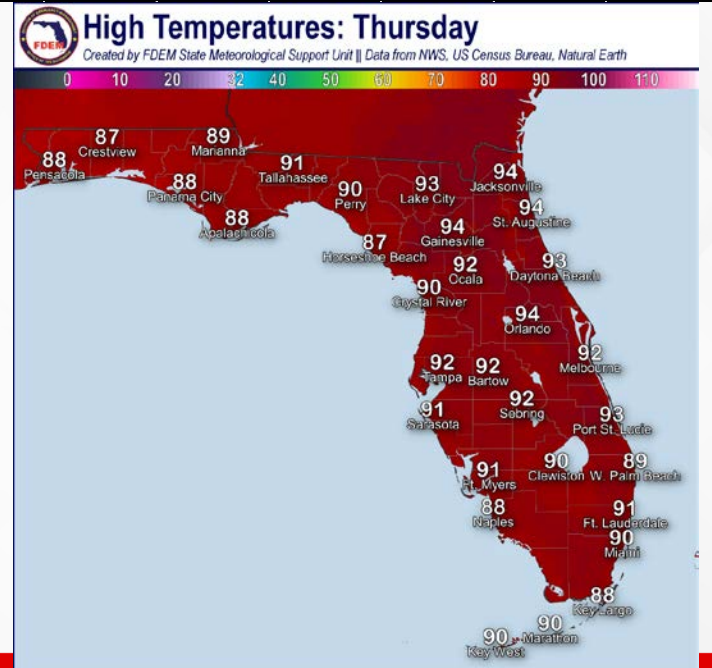 High Temperatures: Thursday
Created by FDEM State Meteorological Support Unit || Data from NWS, US Census Bureau, Natural Earth
FDEM
0 10 20 32 40 50 60 70 80 90 100 110
87
Crestview
89
Marianna
88
Pensacola
91
Tallahassee
88
Panama City
90
Perry
93
Lake City
94
Jacksonville
88
Apalachicola
94
St. Augustine
94
Gainesville
87
Horseshoe Beach
92
Ocala
93
Daytona Beach
90
Crystal River
94
Orlando
92
Melbourne
92
Tampa
92
Bartow
92
Sebring
91
Sarasota
93
Port St. Lucie
91
Ft. Myers
90
Clewiston
89
W. Palm Beach
88
Naples
91
Ft. Lauderdale
90
Miami
88
Key Largo
90
Marathon
90
Key West